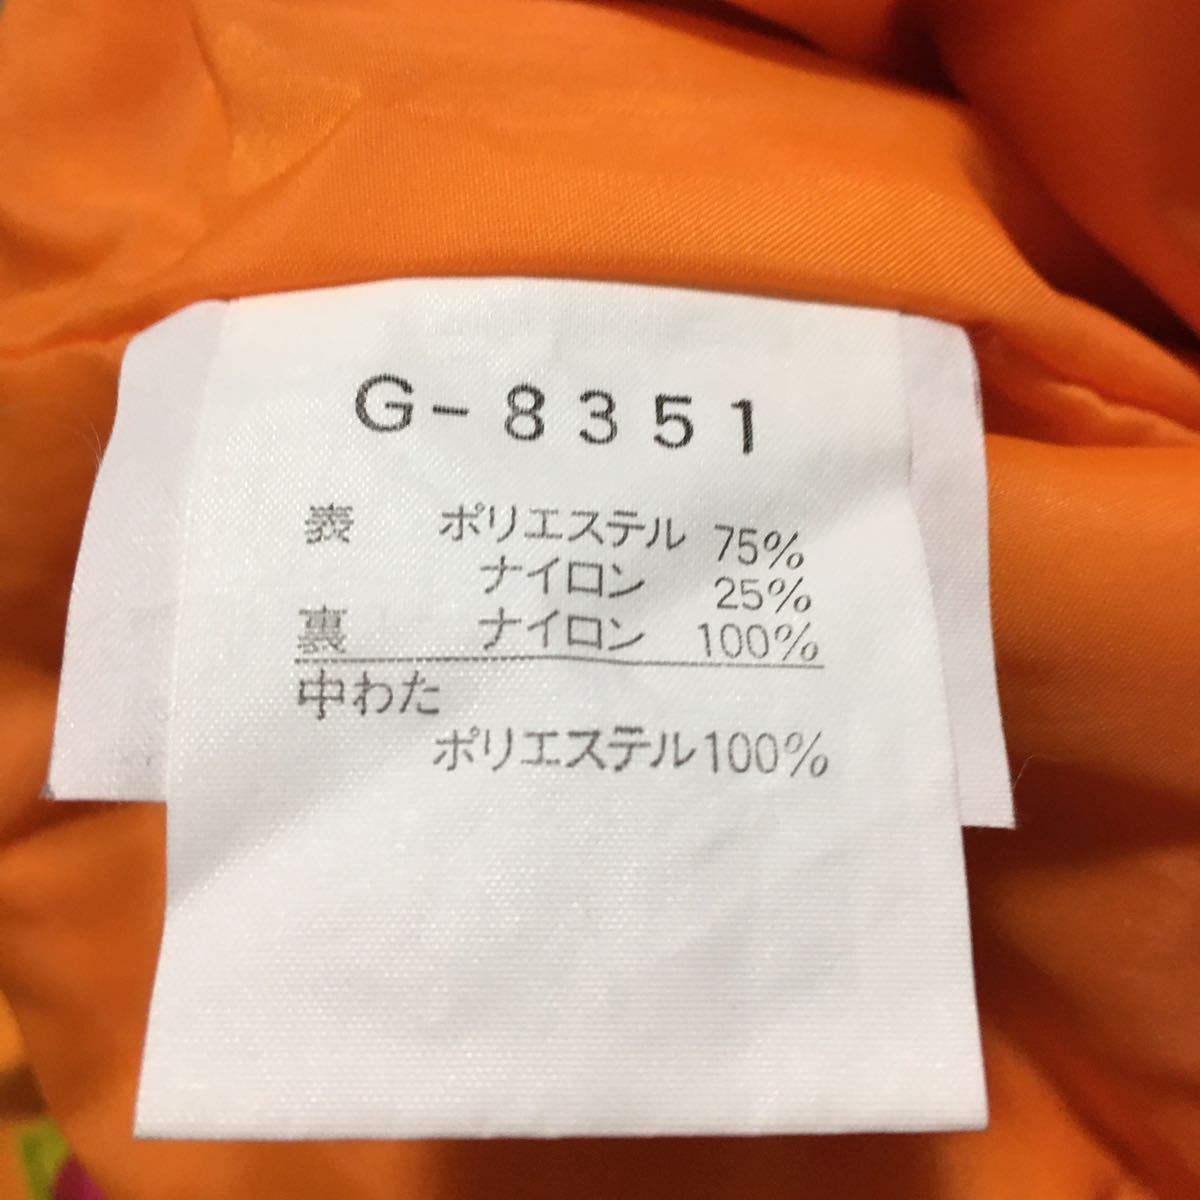 G-8351
表 ポリエステル 75%
ナイロン 25%
裏 ナイロン 100%
中わた
ポリエステル100%